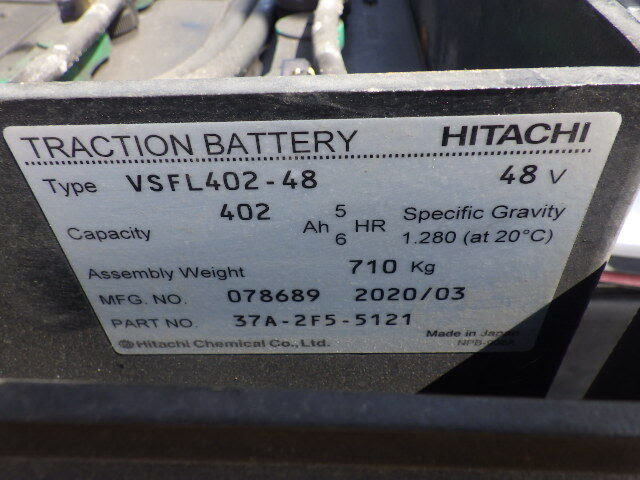 TRACTION BATTERY HITACHI
Type VSFL402-48 48 V
Capacity 402 Ah 5 6 HR Specific Gravity
1.280 (at 20°C)
Assembly Weight 710 Kg
MFG. NO. 078689 2020/03
PART NO. 37A-2F5-5121
Made in Japan
Hitachi Chemical Co., Ltd.